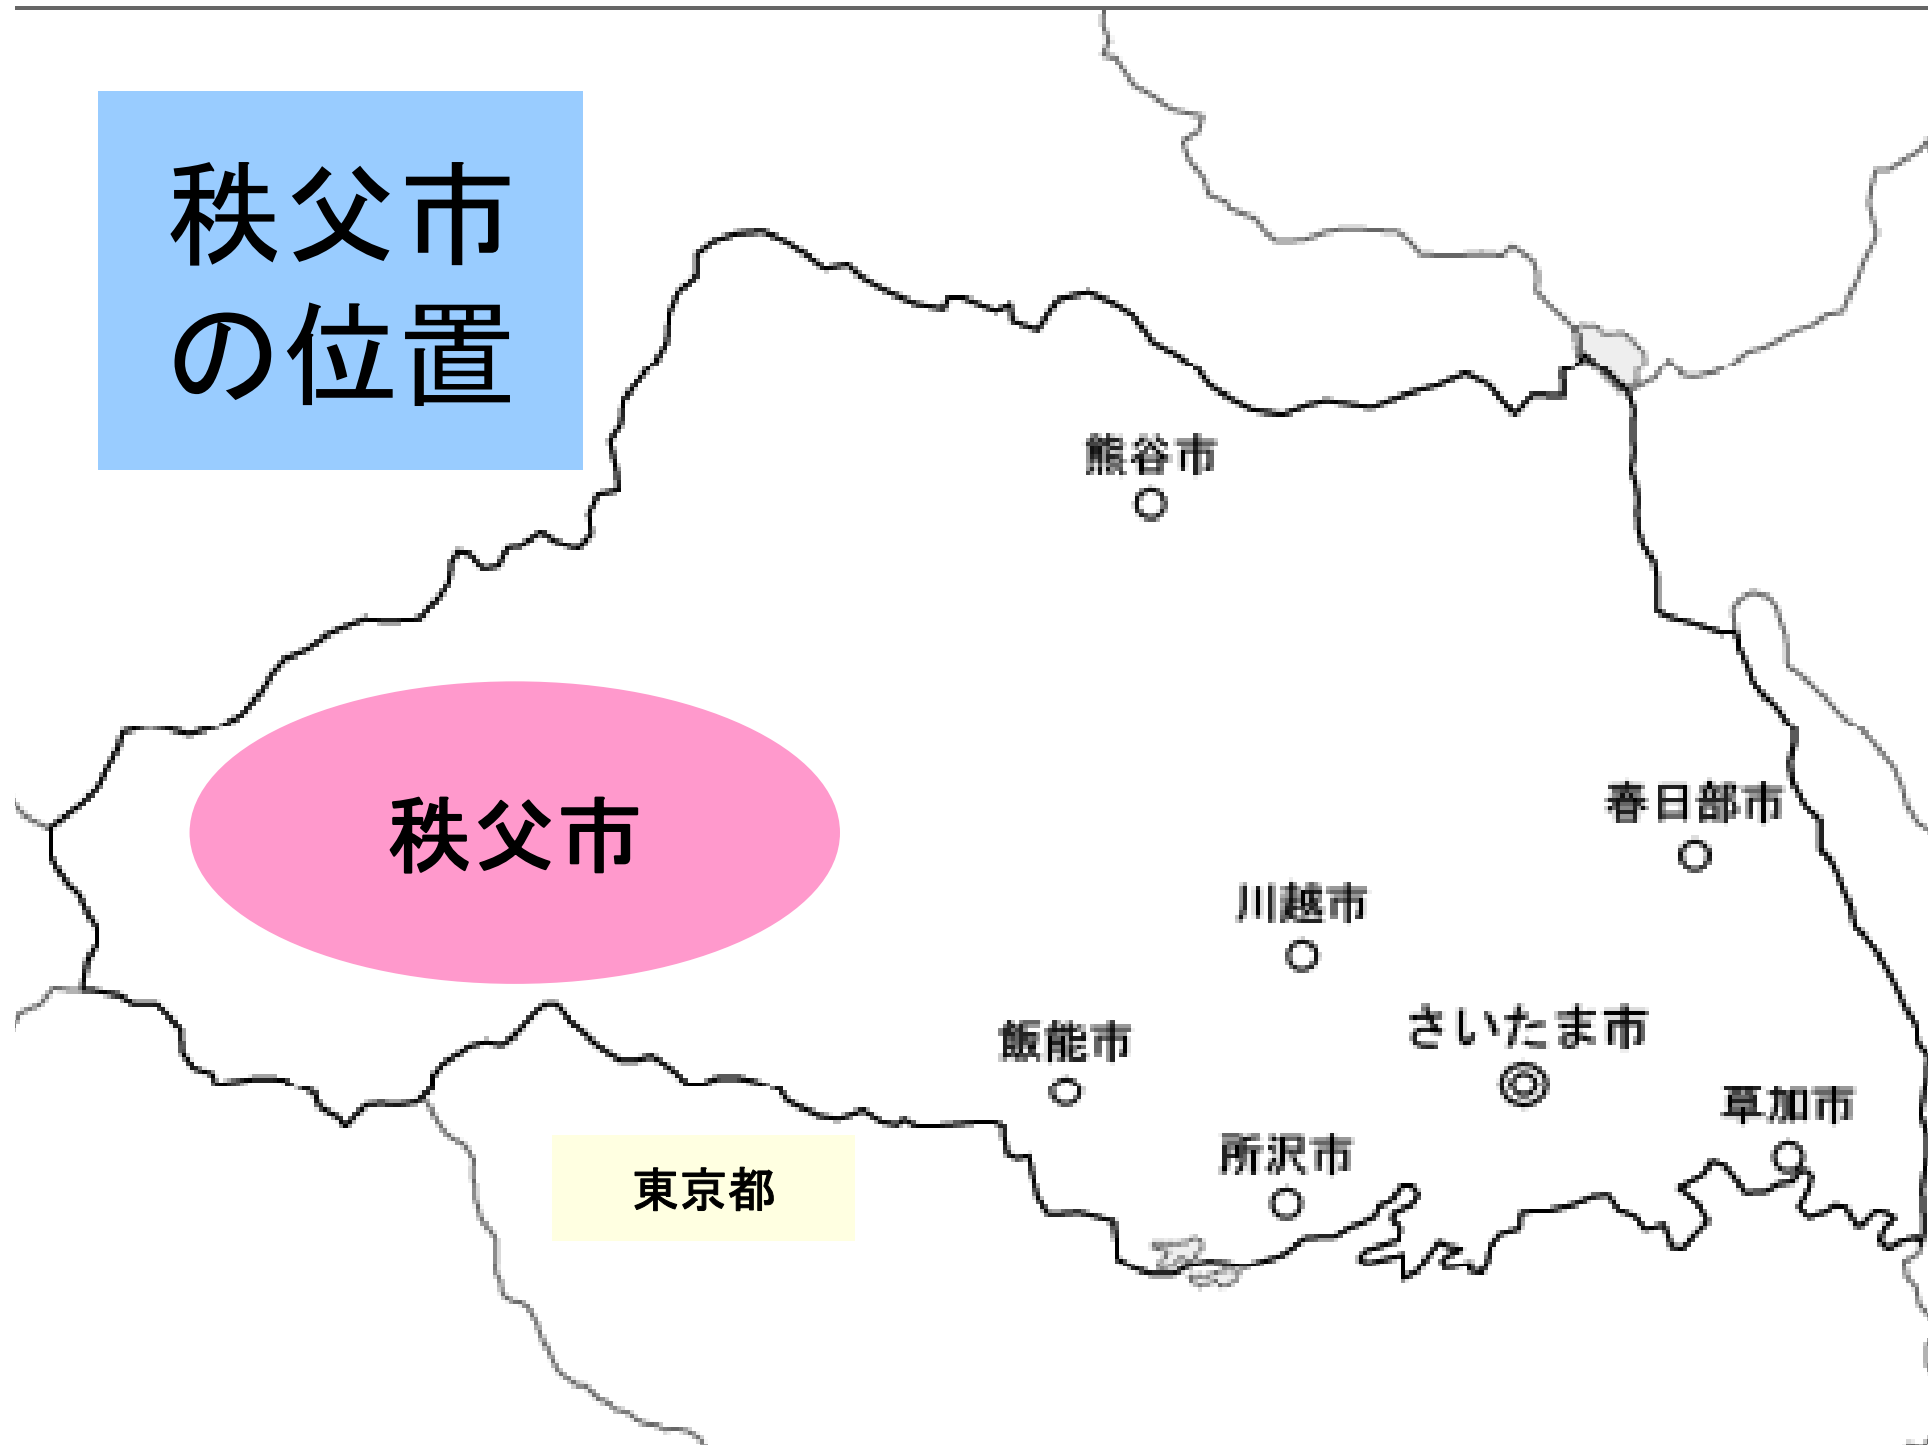 秩父市
の位置
熊谷市
秩父市
春日部市
川越市
さいたま市
飯能市
草加市
所沢市
東京都